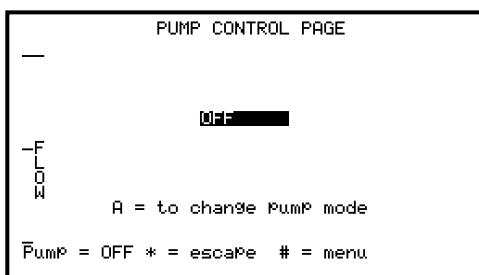 PUMP CONTROL PAGE
OFF
F
L
O
W
A = to change pump mode
Pump = OFF * = escape # = menu